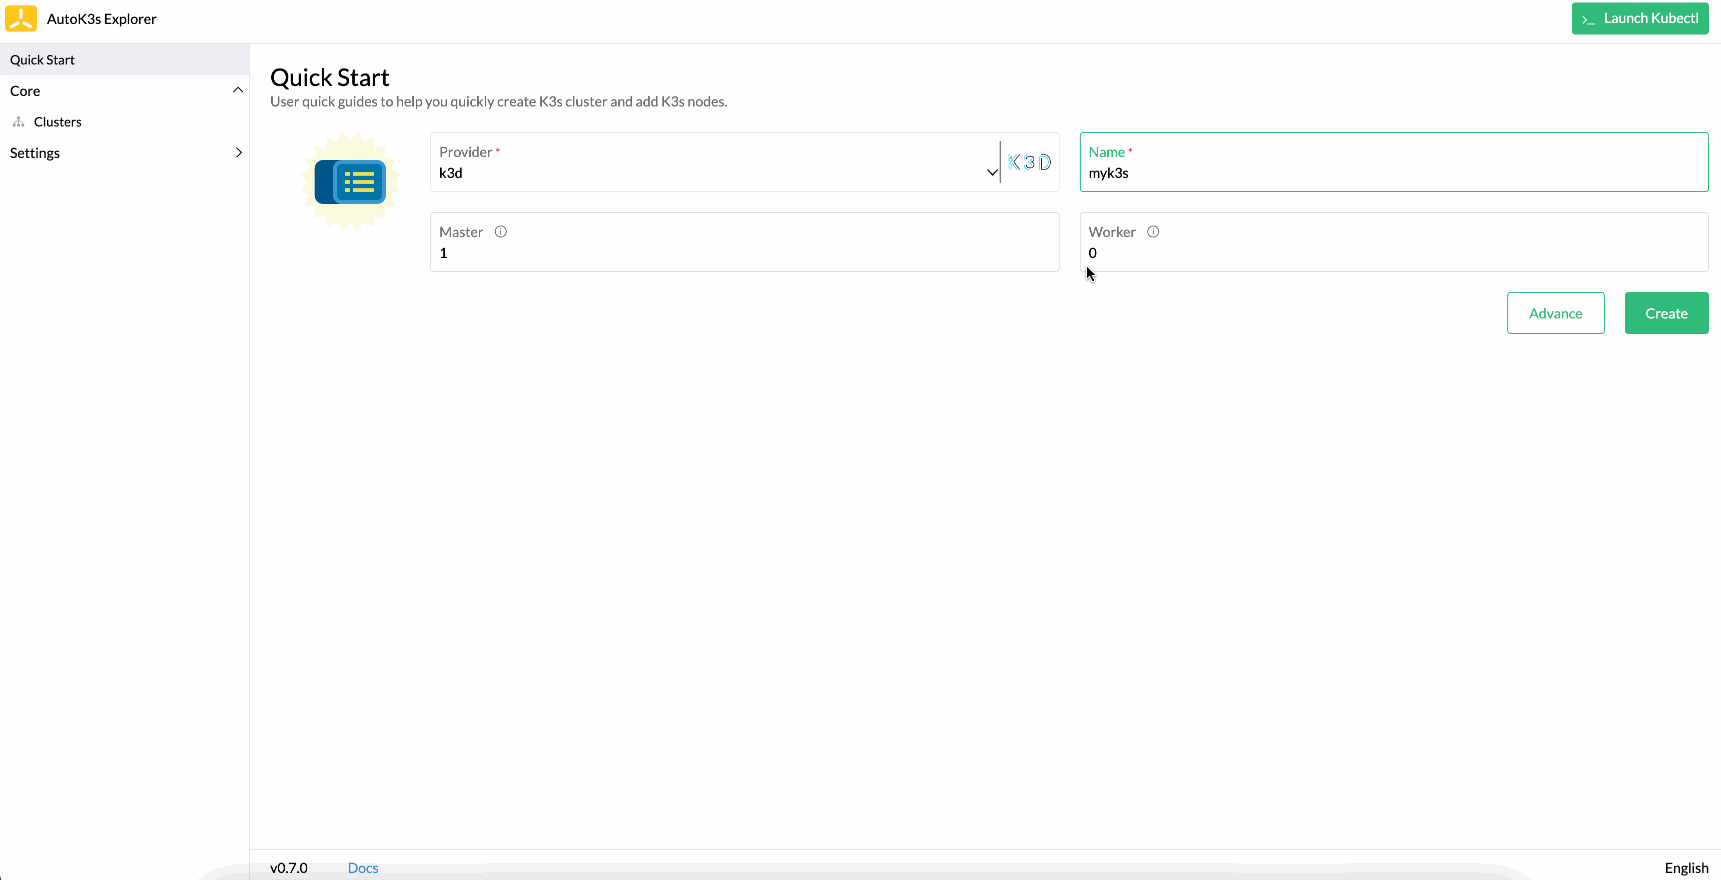 AutoK3s Explorer
>_ Launch Kubectl
Quick Start
Core
Clusters
Settings
Quick Start
User quick guides to help you quickly create K3s cluster and add K3s nodes.
Provider *
k3d
K3D
Name *
myk3s
Master
1
Worker
0
Advance
Create
v0.7.0
Docs
English